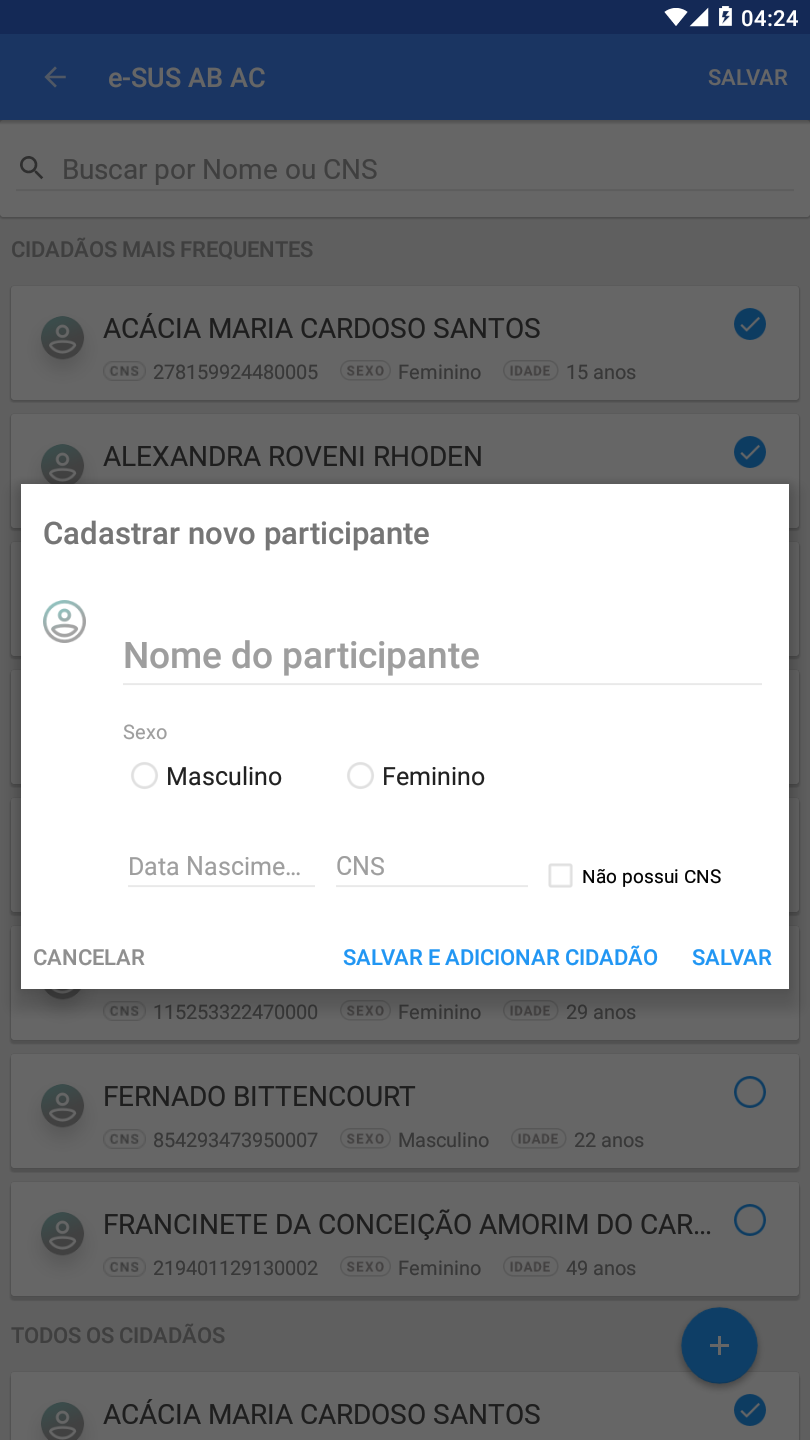 04:24
e-SUS AB AC
SALVAR
Buscar por Nome ou CNS
CIDADÃOS MAIS FREQUENTES
ACÁCIA MARIA CARDOSO SANTOS
CNS 278159924480005 SEXO Feminino IDADE 15 anos
ALEXANDRA ROVENI RHODEN
Cadastrar novo participante
Nome do participante
Sexo
Masculino Feminino
Data Nascime... CNS Não possui CNS
CANCELAR SALVAR E ADICIONAR CIDADÃO SALVAR
CNS 115253322470000 SEXO Feminino IDADE 29 anos
FERNADO BITTENCOURT
CNS 854293473950007 SEXO Masculino IDADE 22 anos
FRANCINETE DA CONCEIÇÃO AMORIM DO CAR...
CNS 219401129130002 SEXO Feminino IDADE 49 anos
TODOS OS CIDADÃOS
ACÁCIA MARIA CARDOSO SANTOS